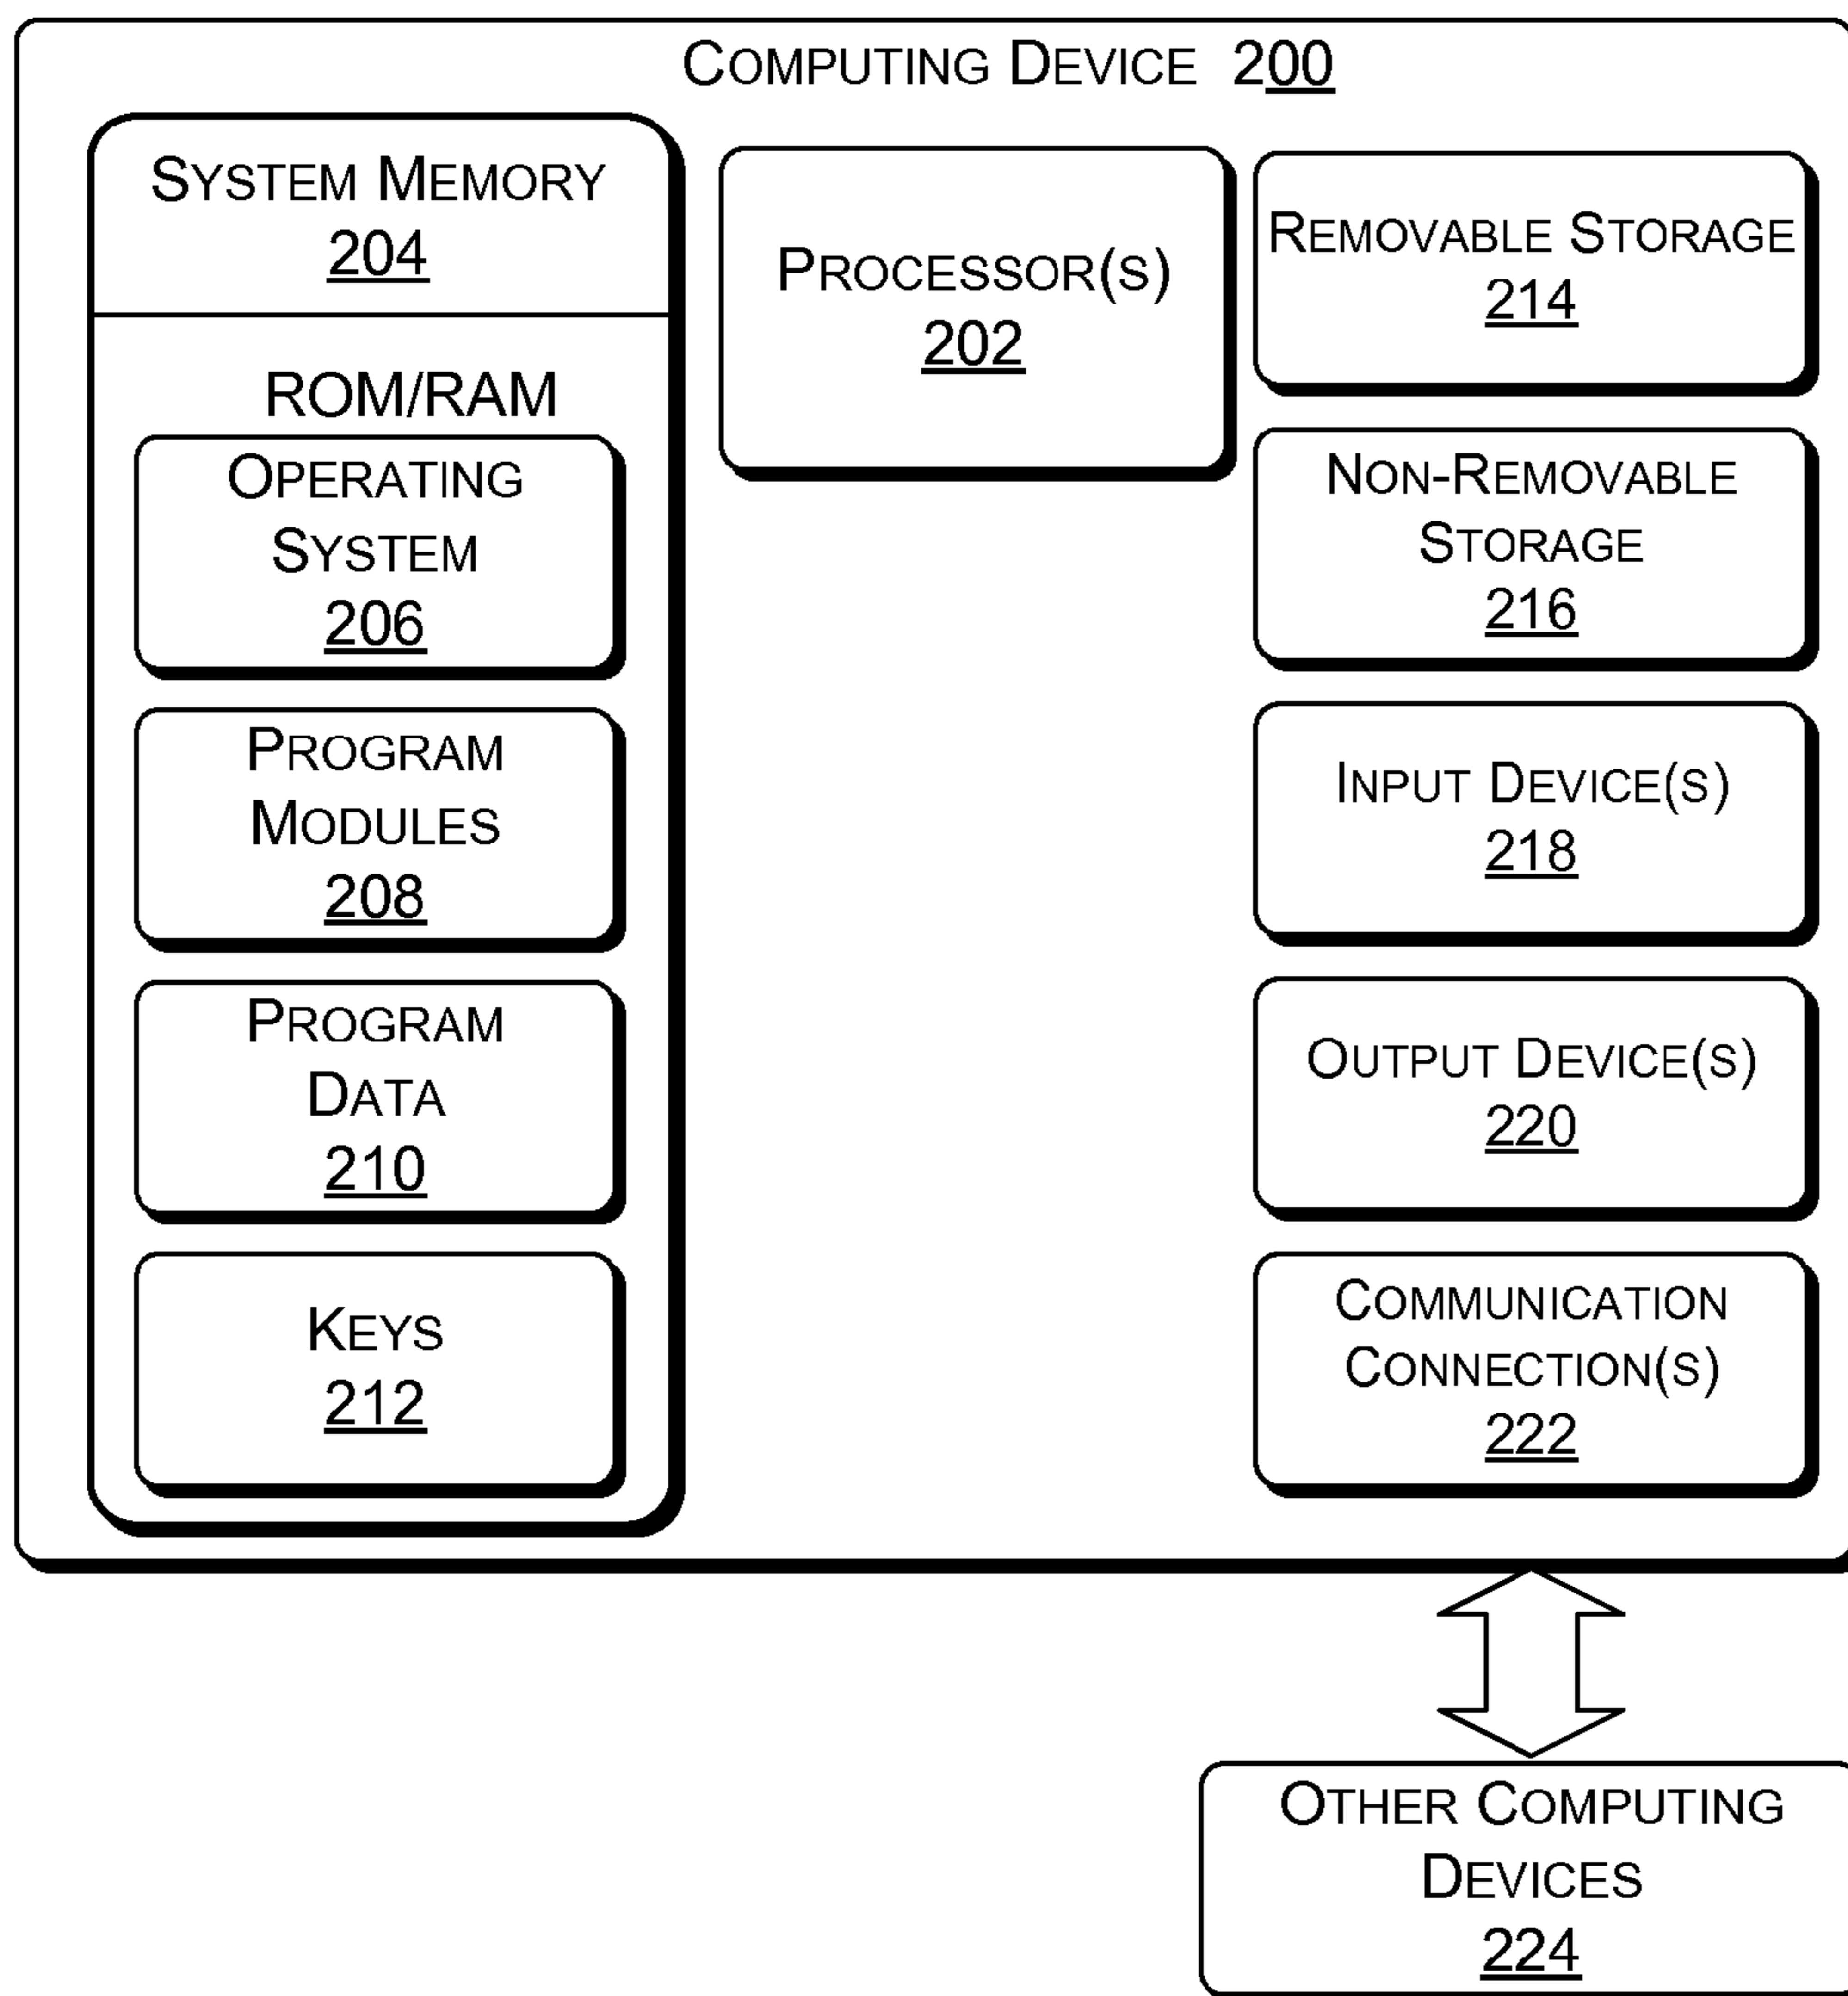 COMPUTING DEVICE 200
SYSTEM MEMORY
204
ROM/RAM
OPERATING
SYSTEM
206
PROGRAM
MODULES
208
PROGRAM
DATA
210
KEYS
212
PROCESSOR(S)
202
REMOVABLE STORAGE
214
NON-REMOVABLE
STORAGE
216
INPUT DEVICE(S)
218
OUTPUT DEVICE(S)
220
COMMUNICATION
CONNECTION(S)
222
OTHER COMPUTING
DEVICES
224